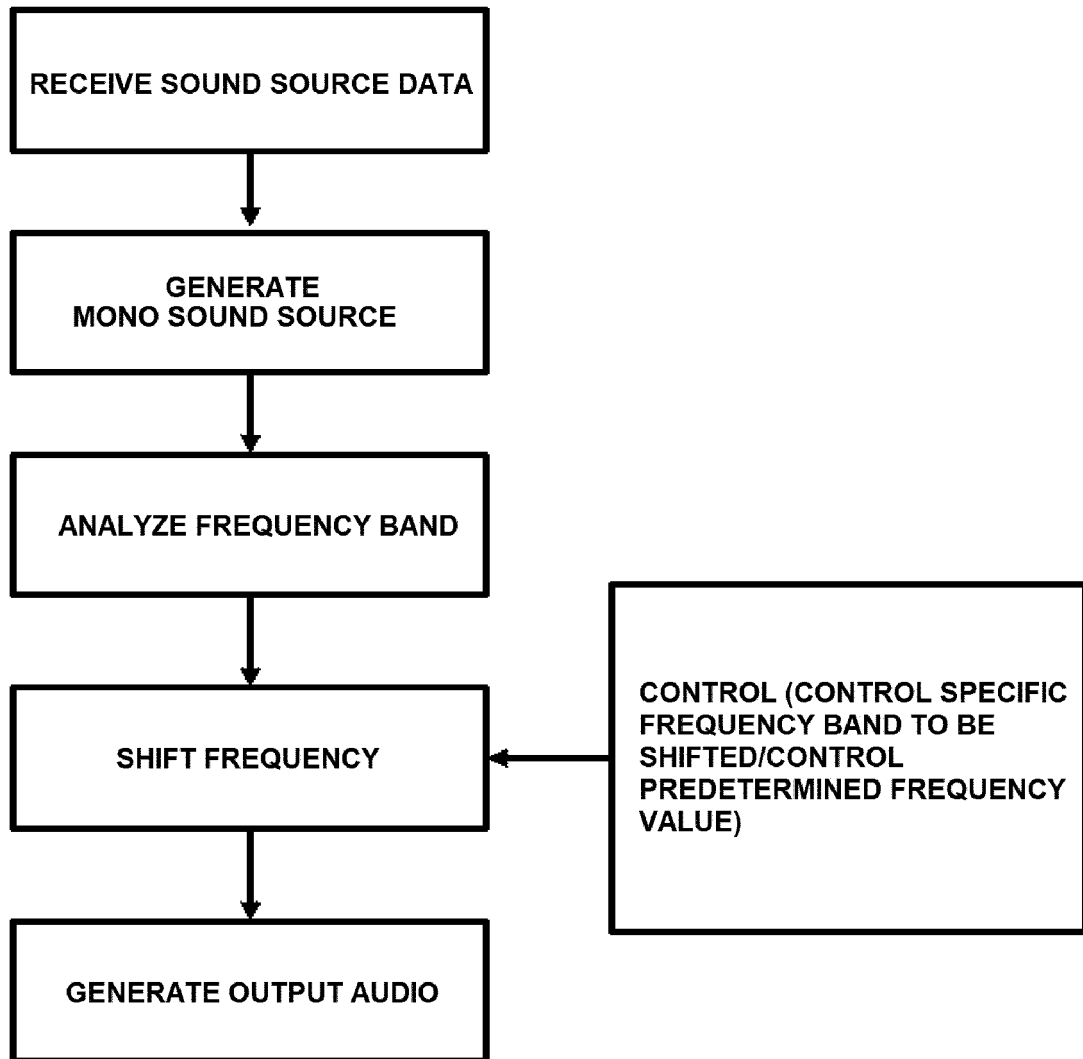 RECEIVE SOUND SOURCE DATA
GENERATE
MONO SOUND SOURCE
ANALYZE FREQUENCY BAND
SHIFT FREQUENCY
CONTROL (CONTROL SPECIFIC
FREQUENCY BAND TO BE
SHIFTED/CONTROL
PREDETERMINED FREQUENCY
VALUE)
GENERATE OUTPUT AUDIO